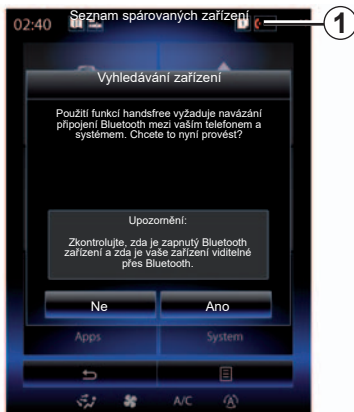 02:40
Seznam spárovaných zařízení
1
Vyhledávání zařízení
Použití funkcí handsfree vyžaduje navázání
připojení Bluetooth mezi vaším telefonem a
systémem. Chcete to nyní provést?
Upozornění:
Zkontrolujte, zda je zapnutý Bluetooth
zařízení a zda je vaše zařízení viditelné
přes Bluetooth.
Ne Ano
Apps System
A/C